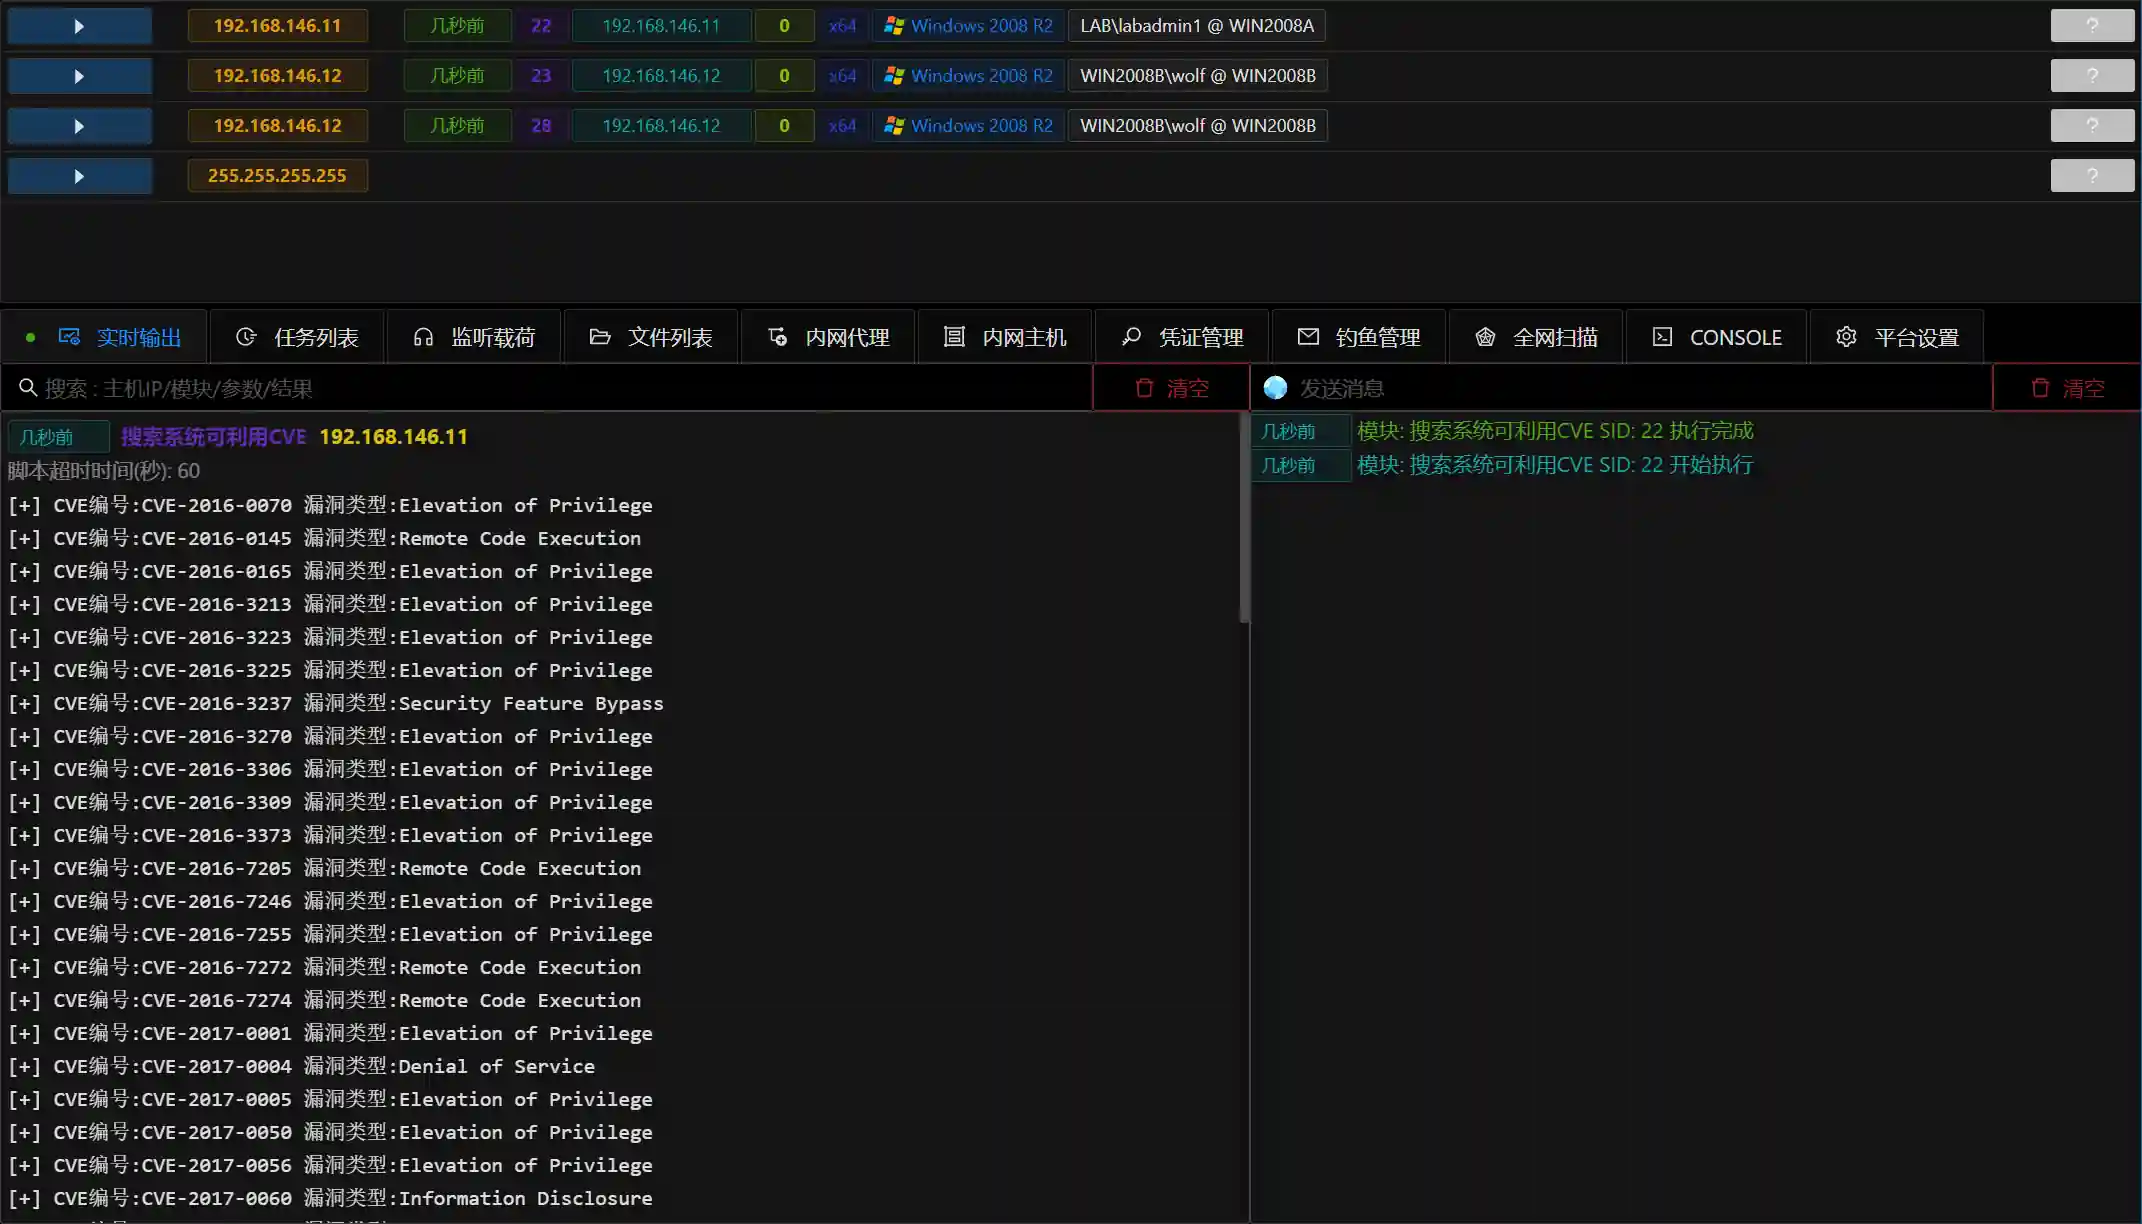 192.168.146.11 几秒前 22 192.168.146.11 0 x64 Windows 2008 R2 LAB\labadmin1 @ WIN2008A ?
192.168.146.12 几秒前 23 192.168.146.12 0 x64 Windows 2008 R2 WIN2008B\wolf @ WIN2008B ?
192.168.146.12 几秒前 28 192.168.146.12 0 x64 Windows 2008 R2 WIN2008B\wolf @ WIN2008B ?
255.255.255.255 ?
实时输出 任务列表 监听载荷 文件列表 内网代理 内网主机 凭证管理 钓鱼管理 全网扫描 CONSOLE 平台设置
搜索 : 主机IP/模块/参数/结果 清空 发送消息 清空
几秒前 搜索系统可利用CVE 192.168.146.11
脚本超时时间(秒): 60
[+] CVE编号:CVE-2016-0070 漏洞类型:Elevation of Privilege
[+] CVE编号:CVE-2016-0145 漏洞类型:Remote Code Execution
[+] CVE编号:CVE-2016-0165 漏洞类型:Elevation of Privilege
[+] CVE编号:CVE-2016-3213 漏洞类型:Elevation of Privilege
[+] CVE编号:CVE-2016-3223 漏洞类型:Elevation of Privilege
[+] CVE编号:CVE-2016-3225 漏洞类型:Elevation of Privilege
[+] CVE编号:CVE-2016-3237 漏洞类型:Security Feature Bypass
[+] CVE编号:CVE-2016-3270 漏洞类型:Elevation of Privilege
[+] CVE编号:CVE-2016-3306 漏洞类型:Elevation of Privilege
[+] CVE编号:CVE-2016-3309 漏洞类型:Elevation of Privilege
[+] CVE编号:CVE-2016-3373 漏洞类型:Elevation of Privilege
[+] CVE编号:CVE-2016-7205 漏洞类型:Remote Code Execution
[+] CVE编号:CVE-2016-7246 漏洞类型:Elevation of Privilege
[+] CVE编号:CVE-2016-7255 漏洞类型:Elevation of Privilege
[+] CVE编号:CVE-2016-7272 漏洞类型:Remote Code Execution
[+] CVE编号:CVE-2016-7274 漏洞类型:Remote Code Execution
[+] CVE编号:CVE-2017-0001 漏洞类型:Elevation of Privilege
[+] CVE编号:CVE-2017-0004 漏洞类型:Denial of Service
[+] CVE编号:CVE-2017-0005 漏洞类型:Elevation of Privilege
[+] CVE编号:CVE-2017-0050 漏洞类型:Elevation of Privilege
[+] CVE编号:CVE-2017-0056 漏洞类型:Elevation of Privilege
[+] CVE编号:CVE-2017-0060 漏洞类型:Information Disclosure
几秒前 模块: 搜索系统可利用CVE SID: 22 执行完成
几秒前 模块: 搜索系统可利用CVE SID: 22 开始执行